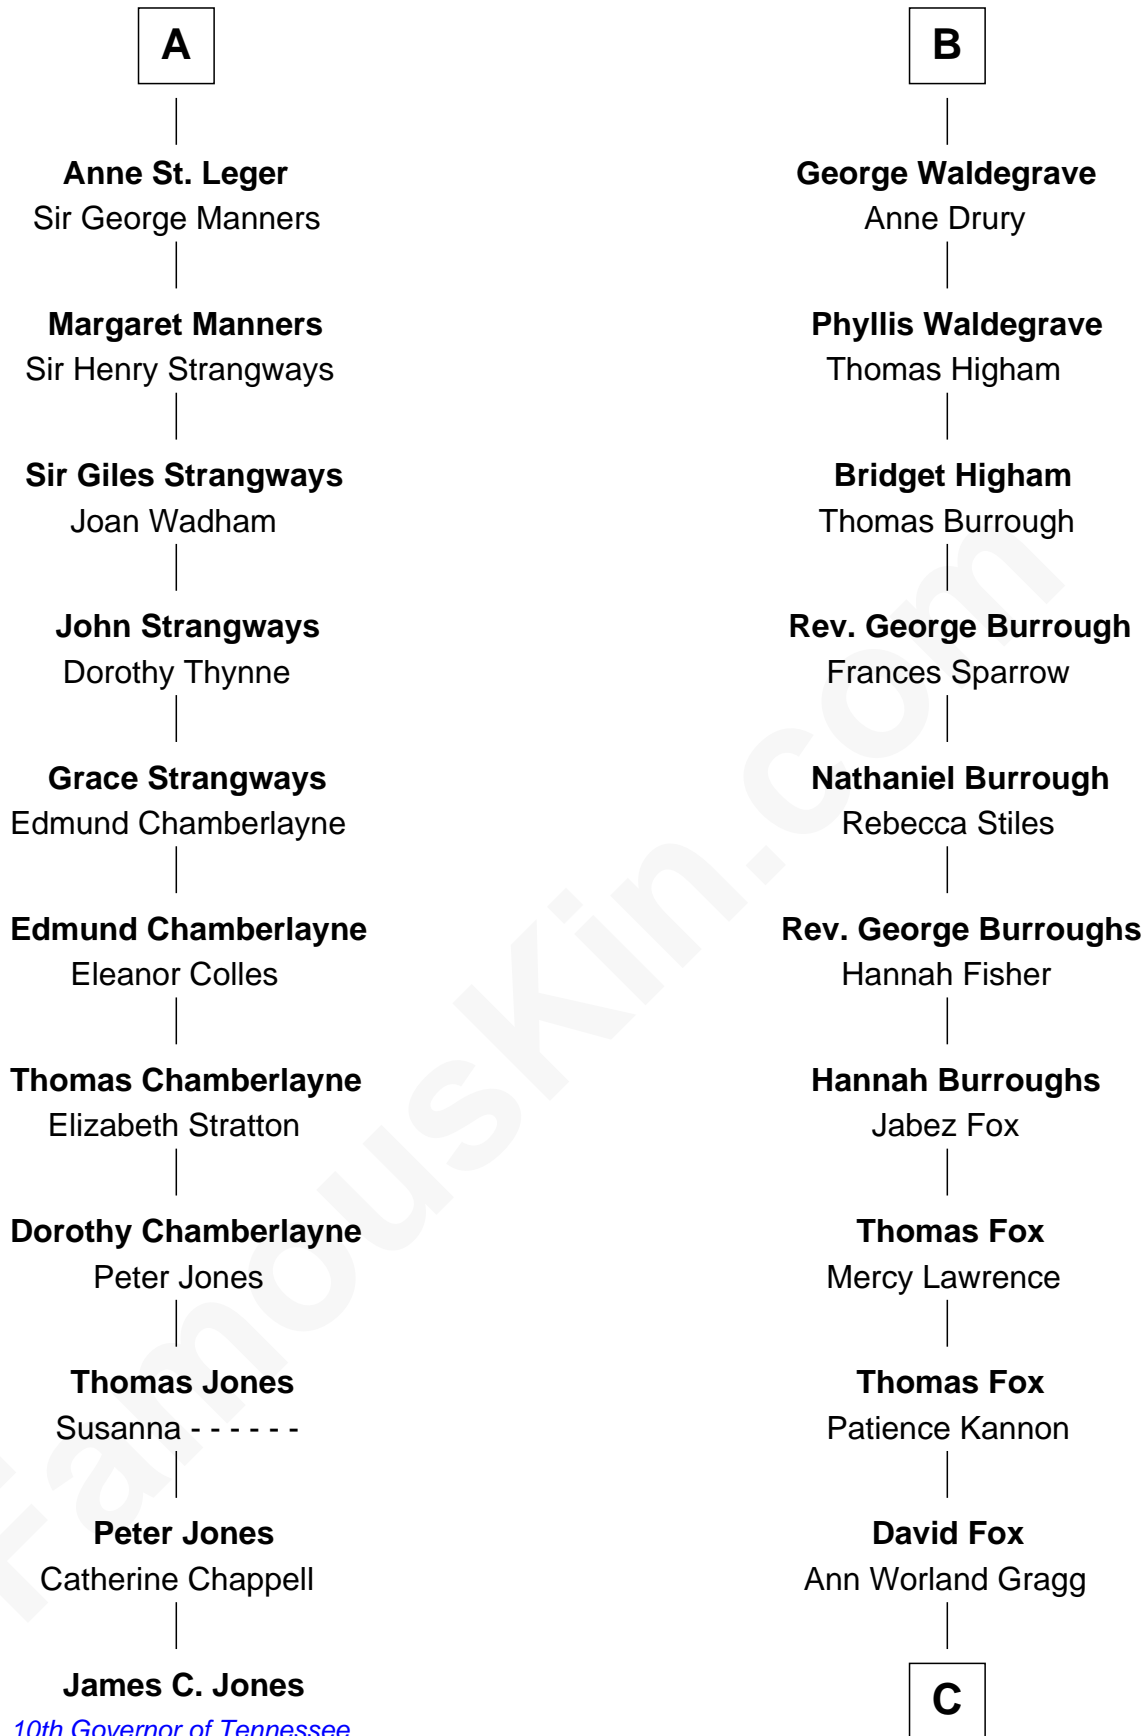 A
Anne St. Leger
Sir George Manners
Margaret Manners
Sir Henry Strangways
Sir Giles Strangways
Joan Wadham
John Strangways
Dorothy Thynne
Grace Strangways
Edmund Chamberlayne
Edmund Chamberlayne
Eleanor Colles
Thomas Chamberlayne
Elizabeth Stratton
Dorothy Chamberlayne
Peter Jones
Thomas Jones
Susanna - - - - - -
Peter Jones
Catherine Chappell
James C. Jones
10th Governor of Tennessee
B
George Waldegrave
Anne Drury
Phyllis Waldegrave
Thomas Higham
Bridget Higham
Thomas Burrough
Rev. George Burrough
Frances Sparrow
Nathaniel Burrough
Rebecca Stiles
Rev. George Burroughs
Hannah Fisher
Hannah Burroughs
Jabez Fox
Thomas Fox
Mercy Lawrence
Thomas Fox
Patience Kannon
David Fox
Ann Worland Gragg
C
FamousKin.com